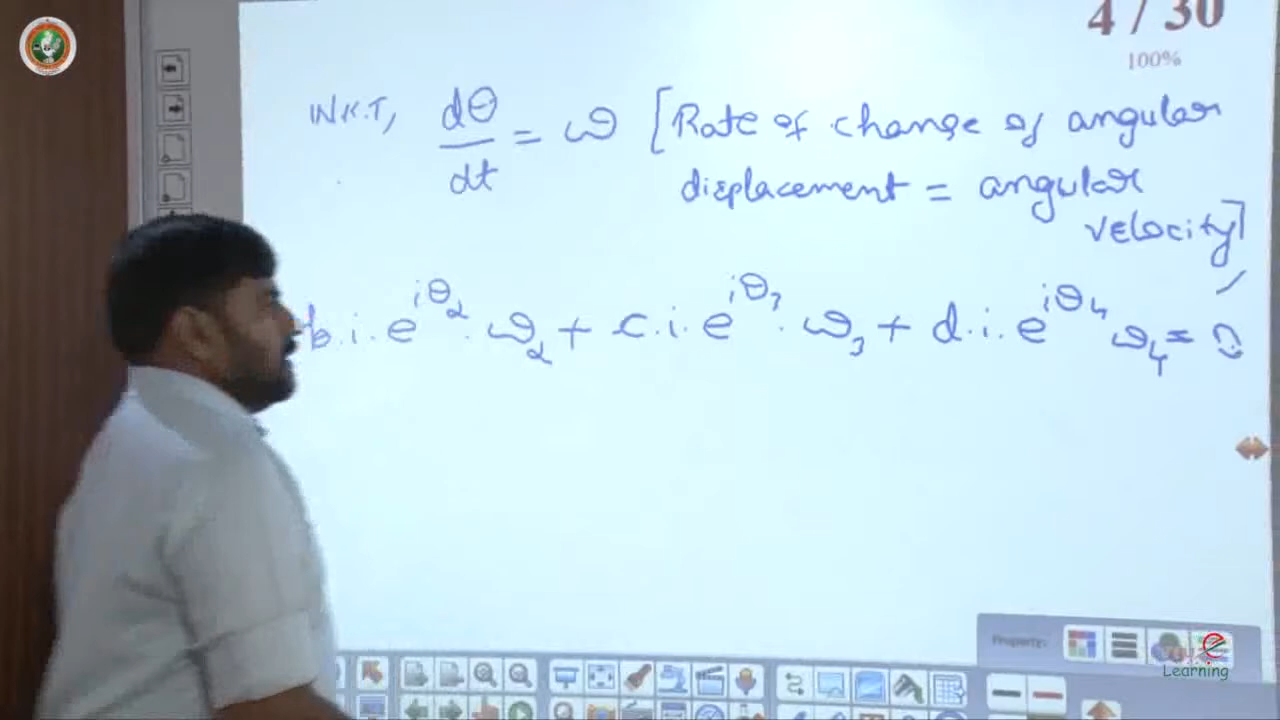 4 / 30
100%
W.K.T, dθ/dt = ω [Rate of change of angular
displacement = angular
velocity]
b.i.e^iθ₂.ω₂ + c.i.e^iθ₃.ω₃ + d.i.e^iθ₄ ω₄ = 0
e
Learning